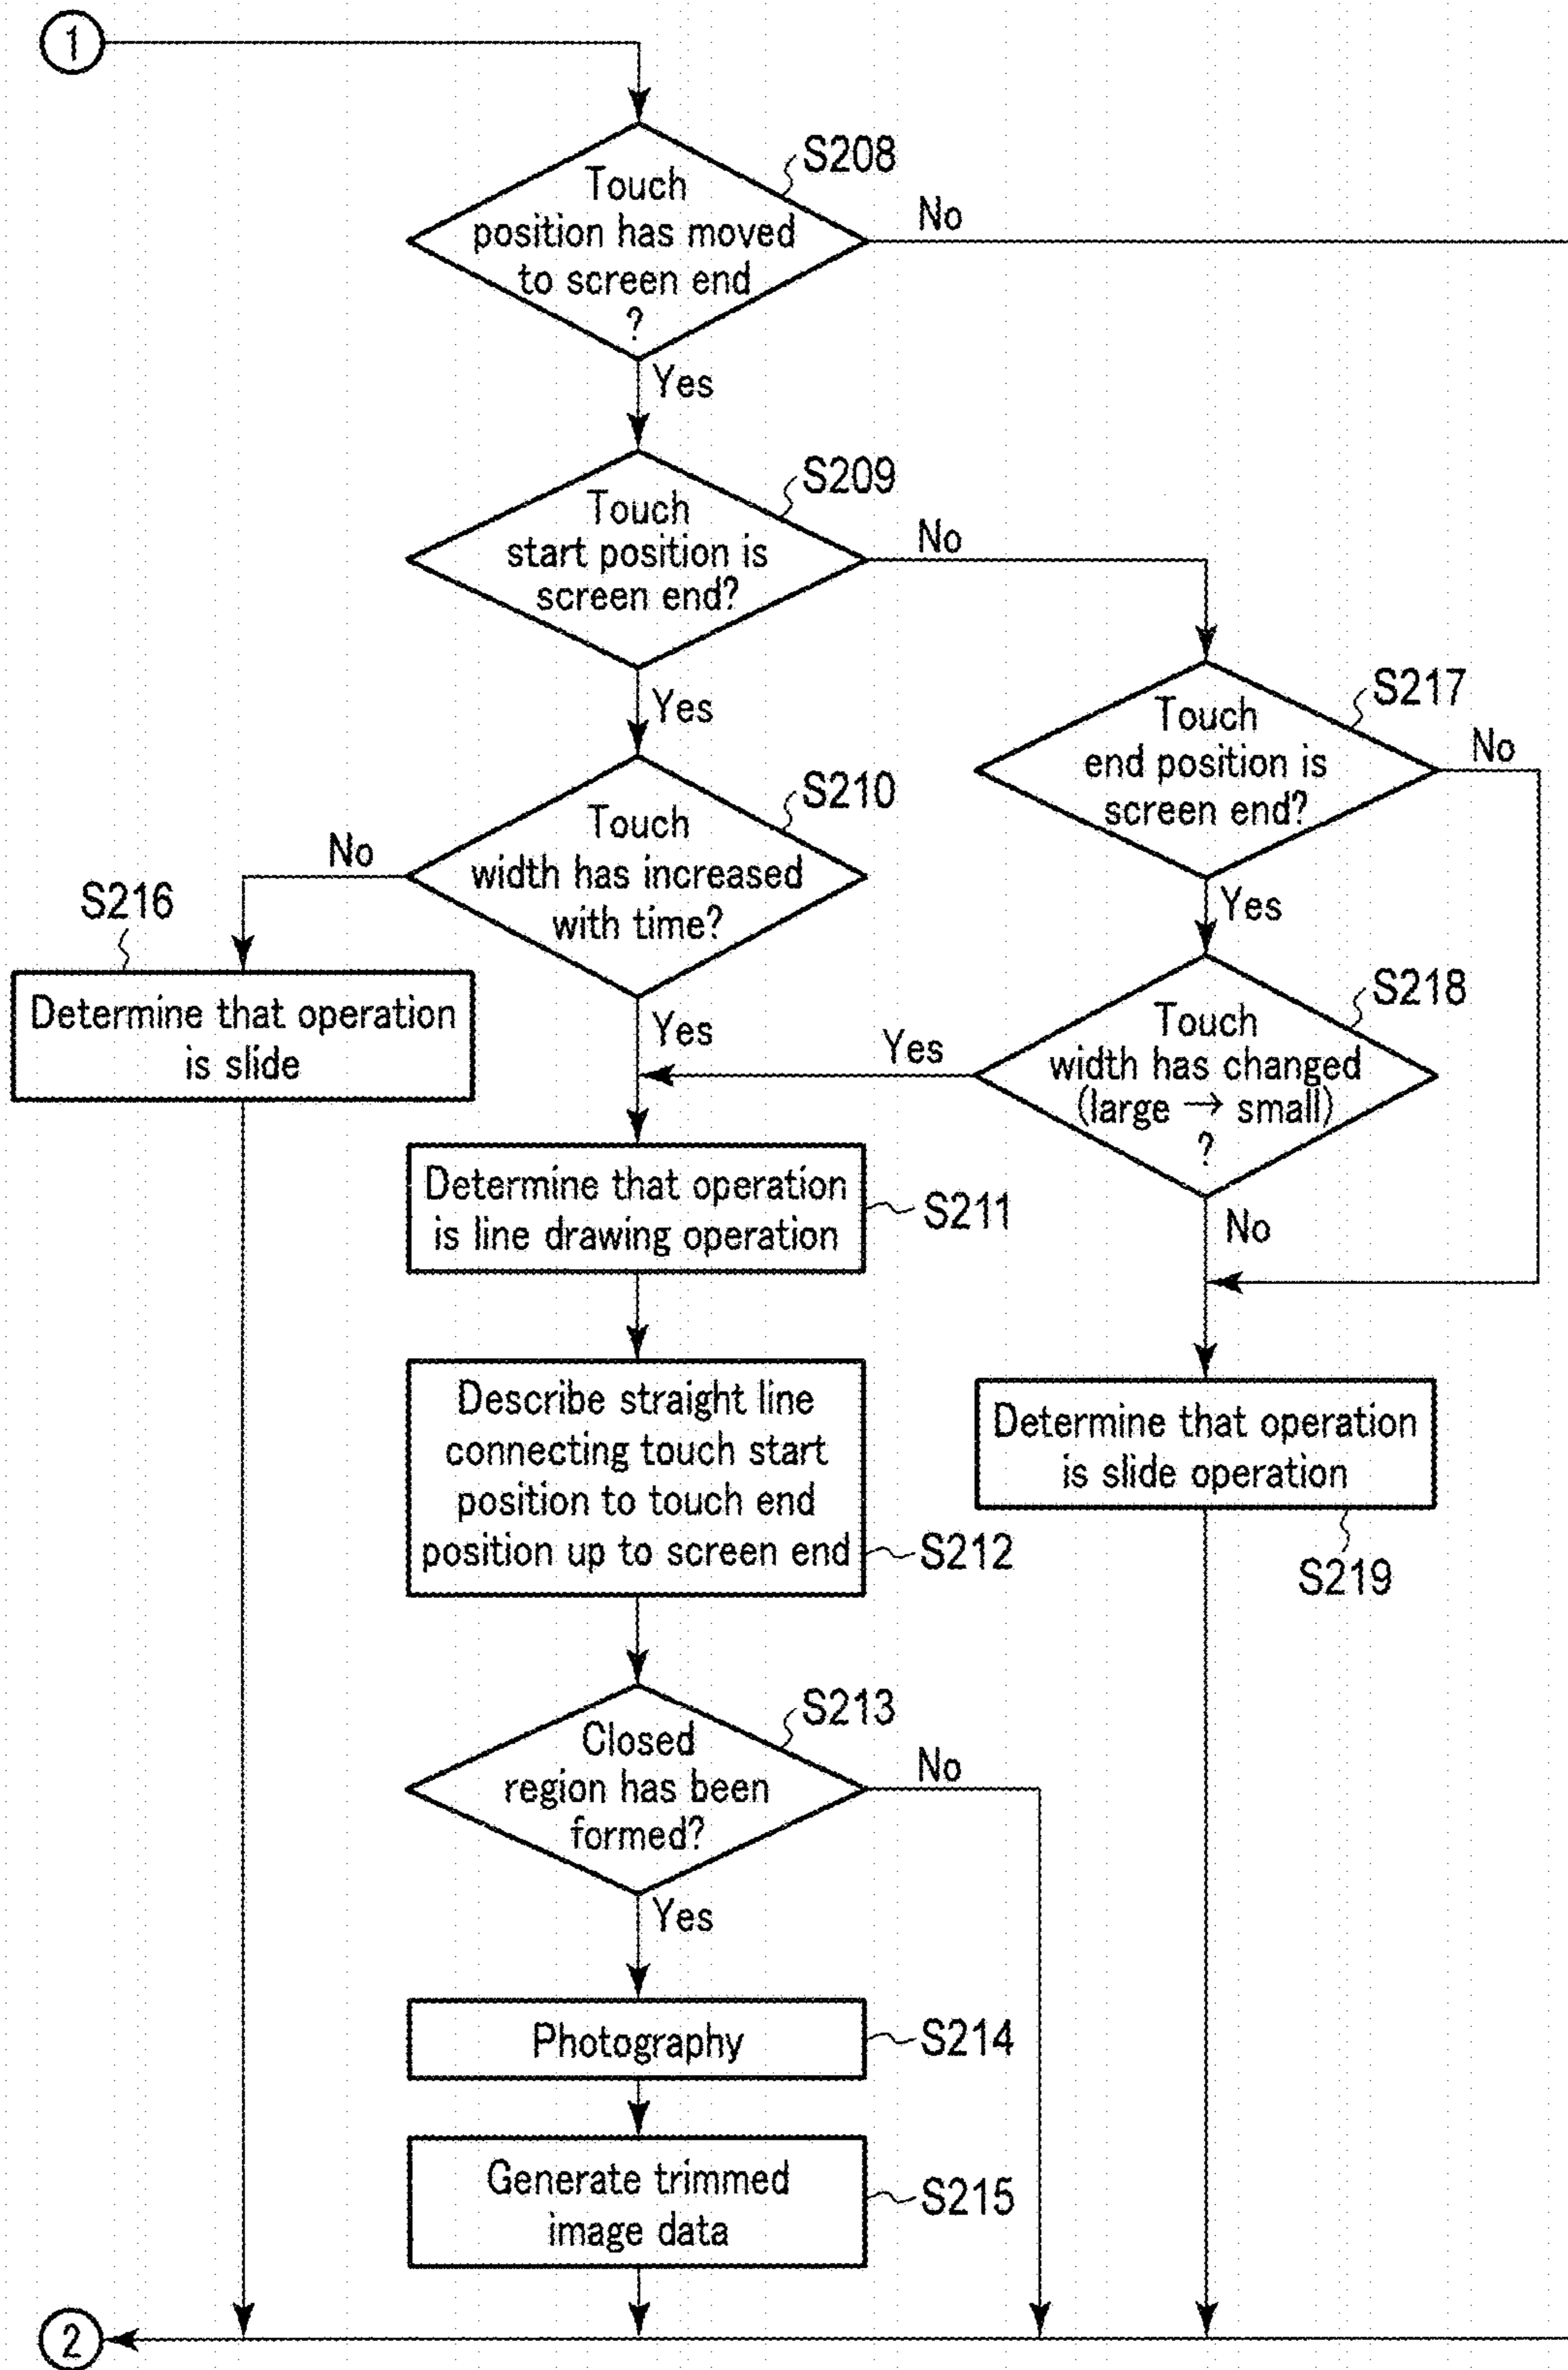 1
S208
Touch
position has moved
to screen end
?
No
Yes
S209
Touch
start position is
screen end?
No
Yes
S217
Touch
end position is
screen end?
No
Yes
S210
Touch
width has increased
with time?
No
Yes
S216
Determine that operation
is slide
S218
Touch
width has changed
(large → small)
?
Yes
No
Determine that operation
is line drawing operation
S211
Describe straight line
connecting touch start
position to touch end
position up to screen end
S212
Determine that operation
is slide operation
S219
S213
Closed
region has been
formed?
No
Yes
Photography
S214
Generate trimmed
image data
S215
2